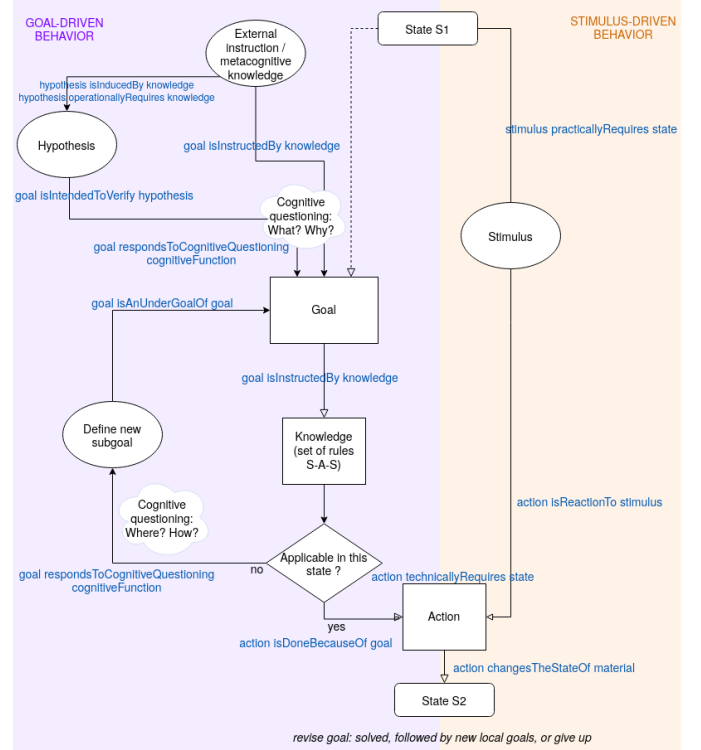 GOAL-DRIVEN
BEHAVIOR
STIMULUS-DRIVEN
BEHAVIOR
External
instruction /
metacognitive
knowledge
State S1
hypothesis isInducedBy knowledge
hypothesis operationallyRequires knowledge
stimulus practicallyRequires state
Hypothesis
goal isInstructedBy knowledge
goal isIntendedToVerify hypothesis
Cognitive
questioning:
What? Why?
Stimulus
goal respondsToCognitiveQuestioning
cognitiveFunction
goal isAnUnderGoalOf goal
Goal
goal isInstructedBy knowledge
Define new
subgoal
Knowledge
(set of rules
S-A-S)
Cognitive
questioning:
Where? How?
action isReactionTo stimulus
Applicable in this
state ?
no
goal respondsToCognitiveQuestioning
cognitiveFunction
action technicallyRequires state
Action
yes
action isDoneBecauseOf goal
action changesTheStateOf material
State S2
revise goal: solved, followed by new local goals, or give up